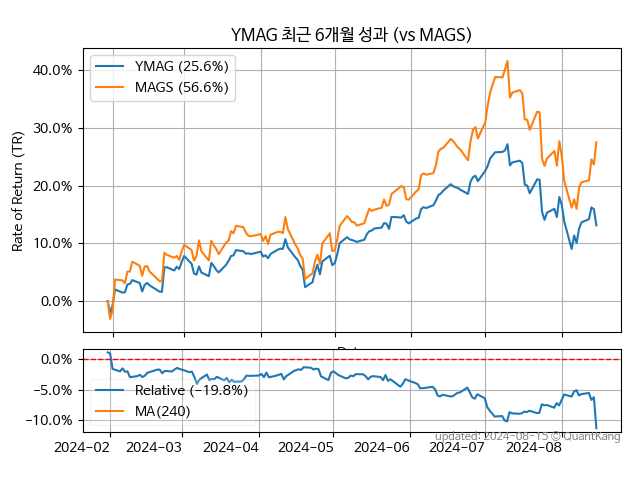 YMAG 최근 6개월 성과 (vs MAGS)
YMAG (25.6%)
MAGS (56.6%)
Rate of Return (TR)
40.0%
30.0%
20.0%
10.0%
0.0%
0.0%
−5.0%
−10.0%
Relative (−19.8%)
MA(240)
2024−02 2024−03 2024−04 2024−05 2024−06 2024−07 2024−08
updated: 2024-08-15 © QuantKang